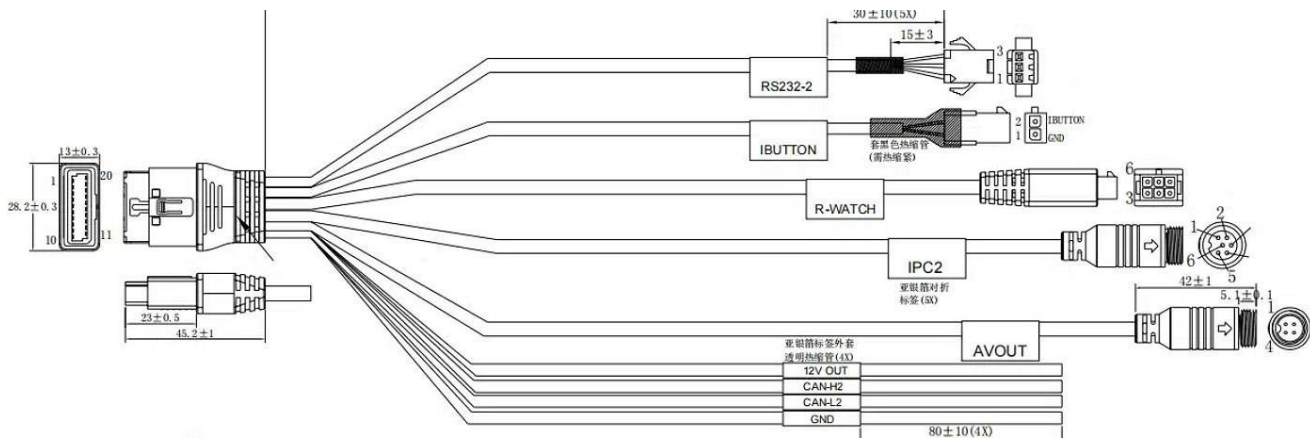 30±10(5X)
15±3
3
1
RS232-2
2
1
IBUTTON
GND
IBUTTON
套黑色热缩管
(需热缩紧)
13±0.3
1
20
28.2±0.3
10
11
6
3
R-WATCH
1
2
6
5
IPC2
亚银箔对折
标签(5X)
42±1
5.1±0.1
1
4
AVOUT
23±0.5
45.2±1
亚银箔标签外套
透明热缩管(4X)
12V OUT
CAN-H2
CAN-L2
GND
80±10(4X)